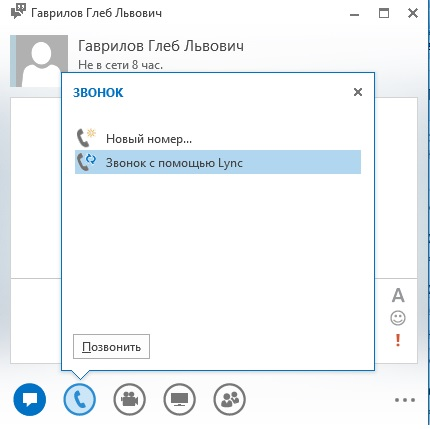 Гаврилов Глеб Львович
Гаврилов Глеб Львович
Не в сети 8 час.
ЗВОНОК
Новый номер...
Звонок с помощью Lync
A
!
Позвонить